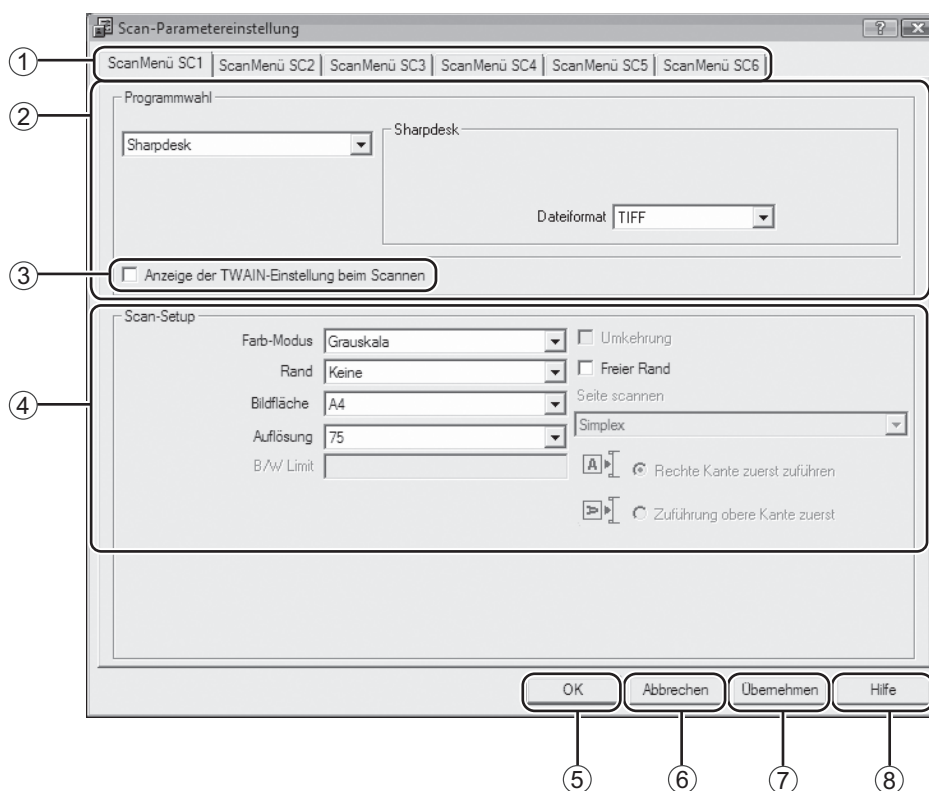 Scan-Parametereinstellung
? X
① ScanMenü SC1 ScanMenü SC2 ScanMenü SC3 ScanMenü SC4 ScanMenü SC5 ScanMenü SC6
② Programmwahl
Sharpdesk
Sharpdesk
Dateiformat TIFF
③ Anzeige der TWAIN-Einstellung beim Scannen
④ Scan-Setup
Farb-Modus Grauskala Umkehrung
Rand Keine Freier Rand
Bildfläche A4 Seite scannen
Simplex
Auflösung 75
B/W Limit
A Rechte Kante zuerst zuführen
A Zuführung obere Kante zuerst
OK Abbrechen Übernehmen Hilfe
⑤ ⑥ ⑦ ⑧